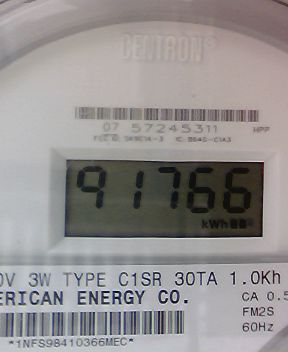 CENTRON®
07 57245311 HPP
91766
kWh
0V 3W TYPE C1SR 30TA 1.0Kh
ERICAN ENERGY CO.
CA 0.5
FM2S
60Hz
*1NFS98410366MEC*